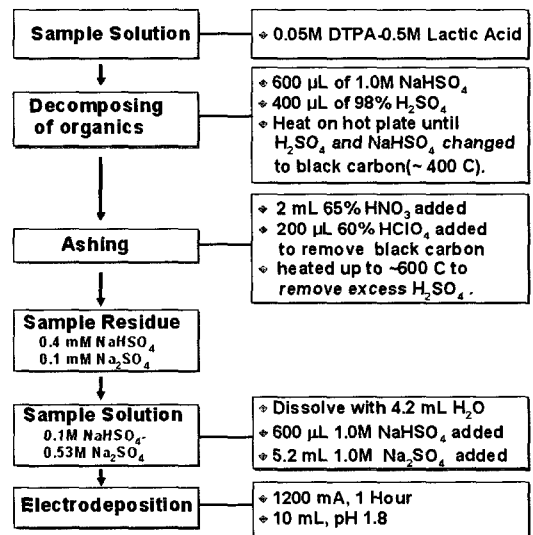 Sample Solution
❖ 0.05M DTPA-0.5M Lactic Acid
Decomposing
of organics
❖ 600 µL of 1.0M NaHSO₄
❖ 400 µL of 98% H₂SO₄
❖ Heat on hot plate until
H₂SO₄ and NaHSO₄ changed
to black carbon(~ 400 C).
Ashing
❖ 2 mL 65% HNO₃ added
❖ 200 µL 60% HClO₄ added
to remove black carbon
❖ heated up to ~600 C to
remove excess H₂SO₄.
Sample Residue
0.4 mM NaHSO₄
0.1 mM Na₂SO₄
Sample Solution
0.1M NaHSO₄-
0.53M Na₂SO₄
❖ Dissolve with 4.2 mL H₂O
❖ 600 µL 1.0M NaHSO₄ added
❖ 5.2 mL 1.0M Na₂SO₄ added
Electrodeposition
❖ 1200 mA, 1 Hour
❖ 10 mL, pH 1.8